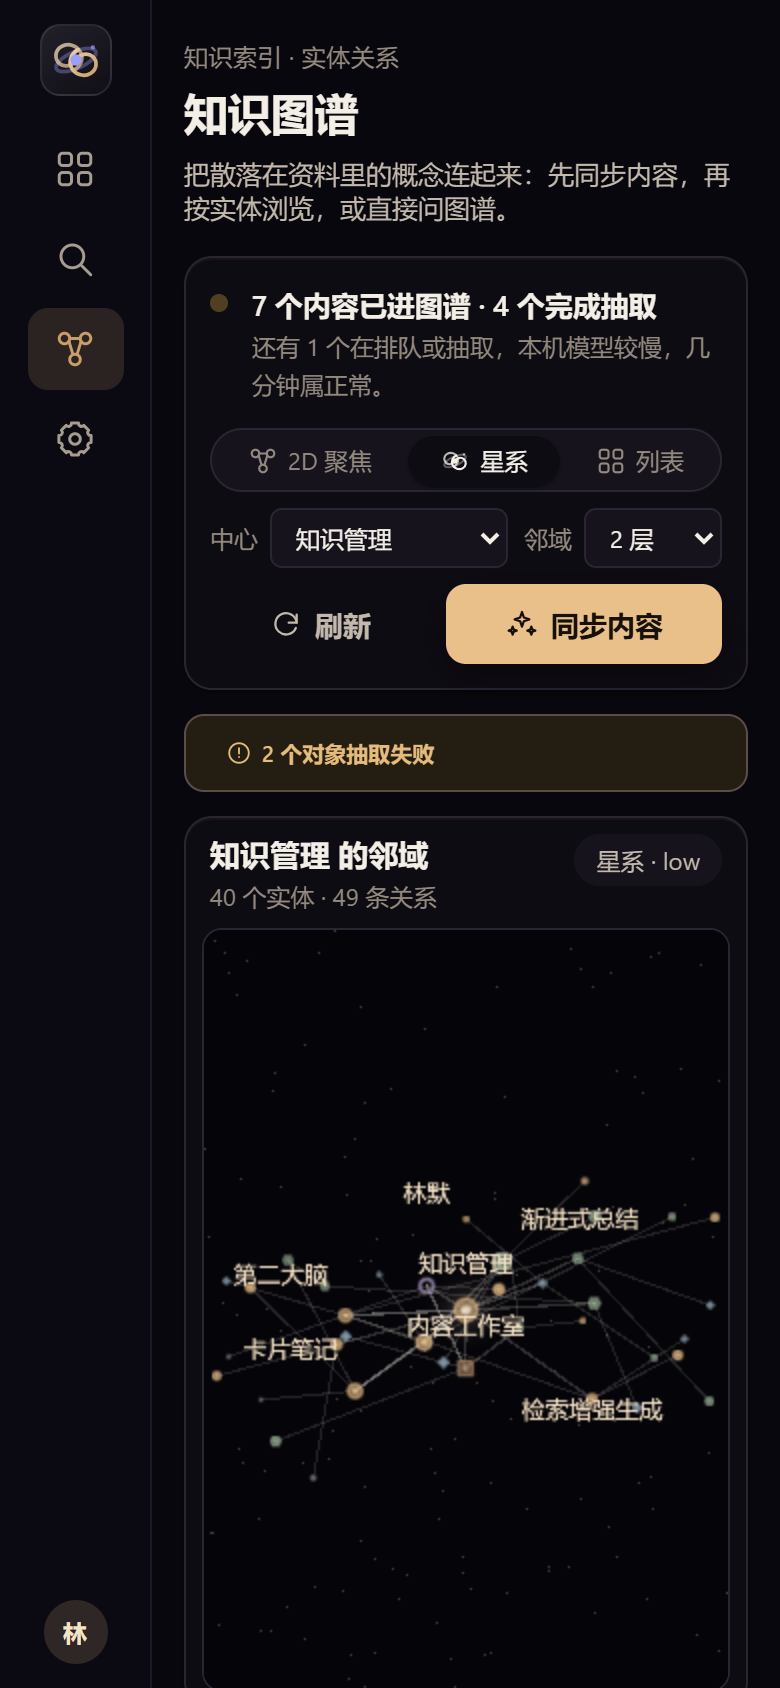 知识索引 · 实体关系
知识图谱
把散落在资料里的概念连起来：先同步内容，再
按实体浏览，或直接问图谱。
7 个内容已进图谱 · 4 个完成抽取
还有 1 个在排队或抽取，本机模型较慢，几
分钟属正常。
2D 聚焦 星系 列表
中心 知识管理 邻域 2 层
刷新 同步内容
2 个对象抽取失败
知识管理 的邻域
星系 · low
40 个实体 · 49 条关系
林默
渐进式总结
知识管理
第二大脑
内容工作室
卡片笔记
检索增强生成
林